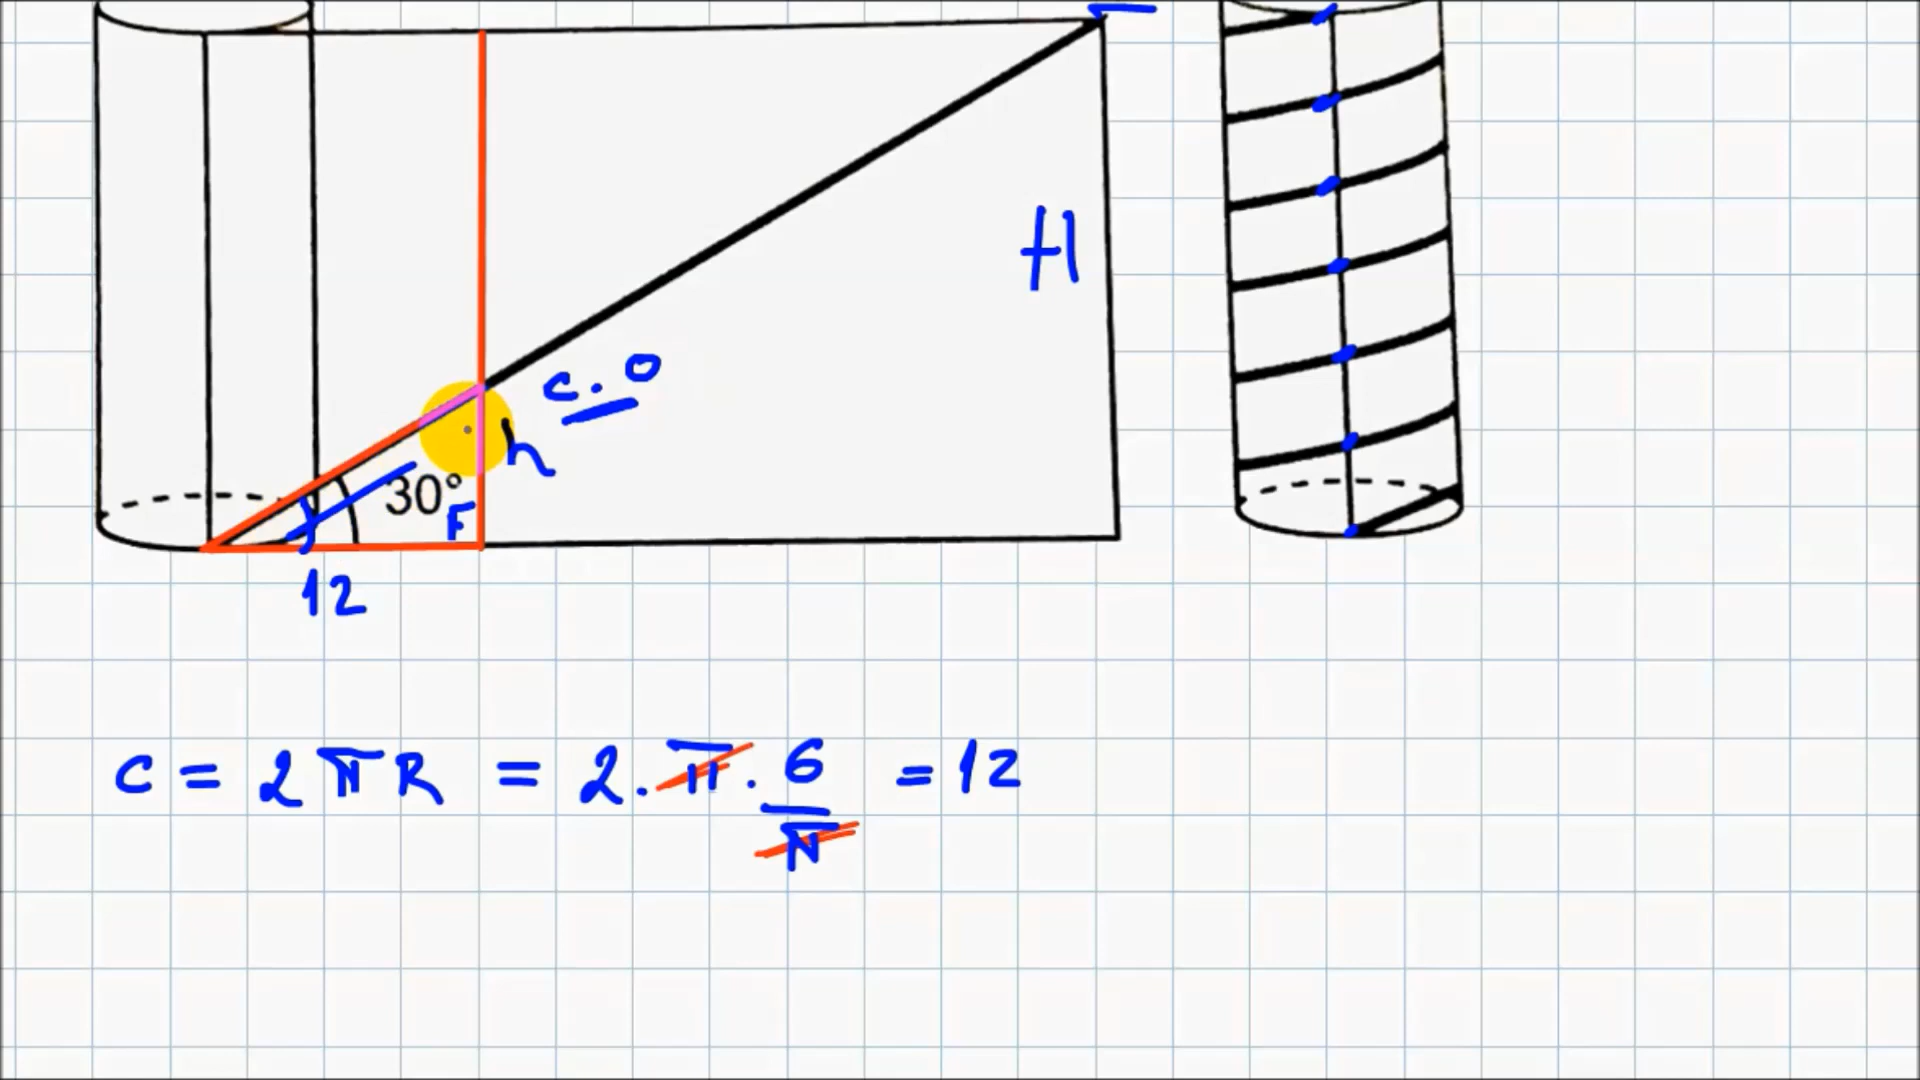 H
c.o
h
30°
F
12
c = 2πR = 2.π.6/π = 12